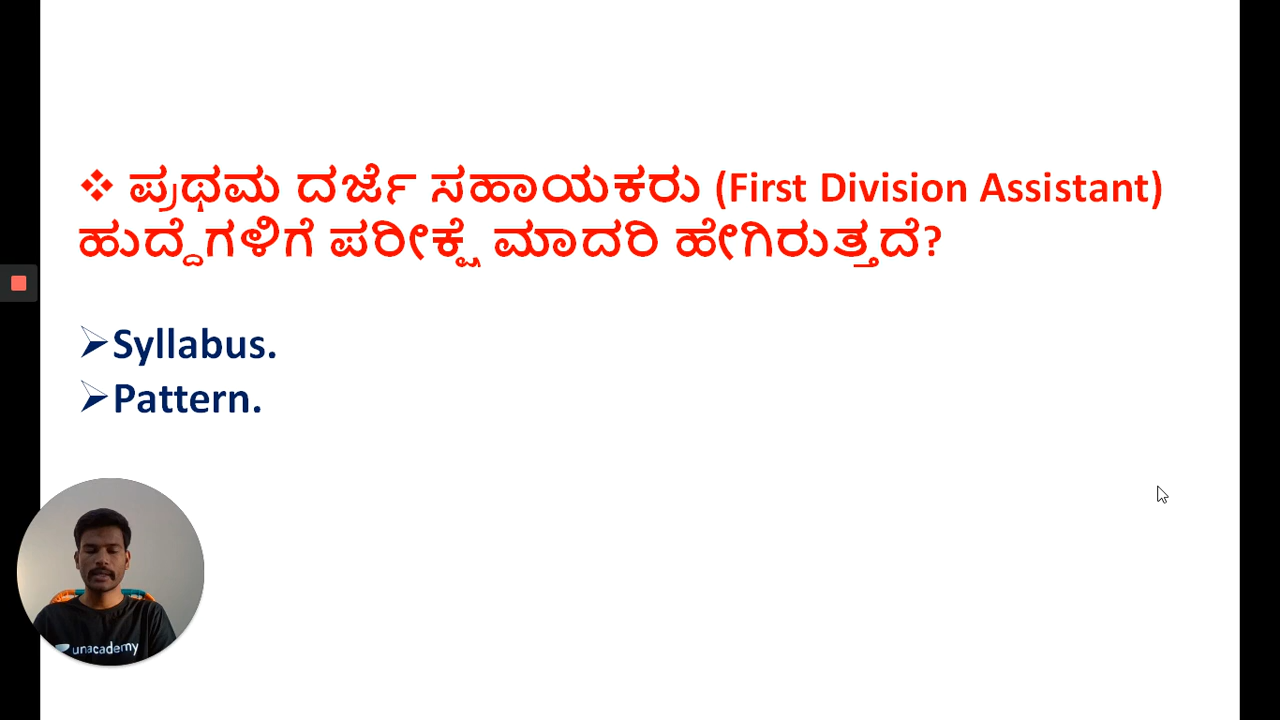 ❖ ಪ್ರಥಮ ದರ್ಜೆ ಸಹಾಯಕರು (First Division Assistant)
ಹುದ್ದೆಗಳಿಗೆ ಪರೀಕ್ಷೆ ಮಾದರಿ ಹೇಗಿರುತ್ತದೆ?
➢Syllabus.
➢Pattern.
unacademy